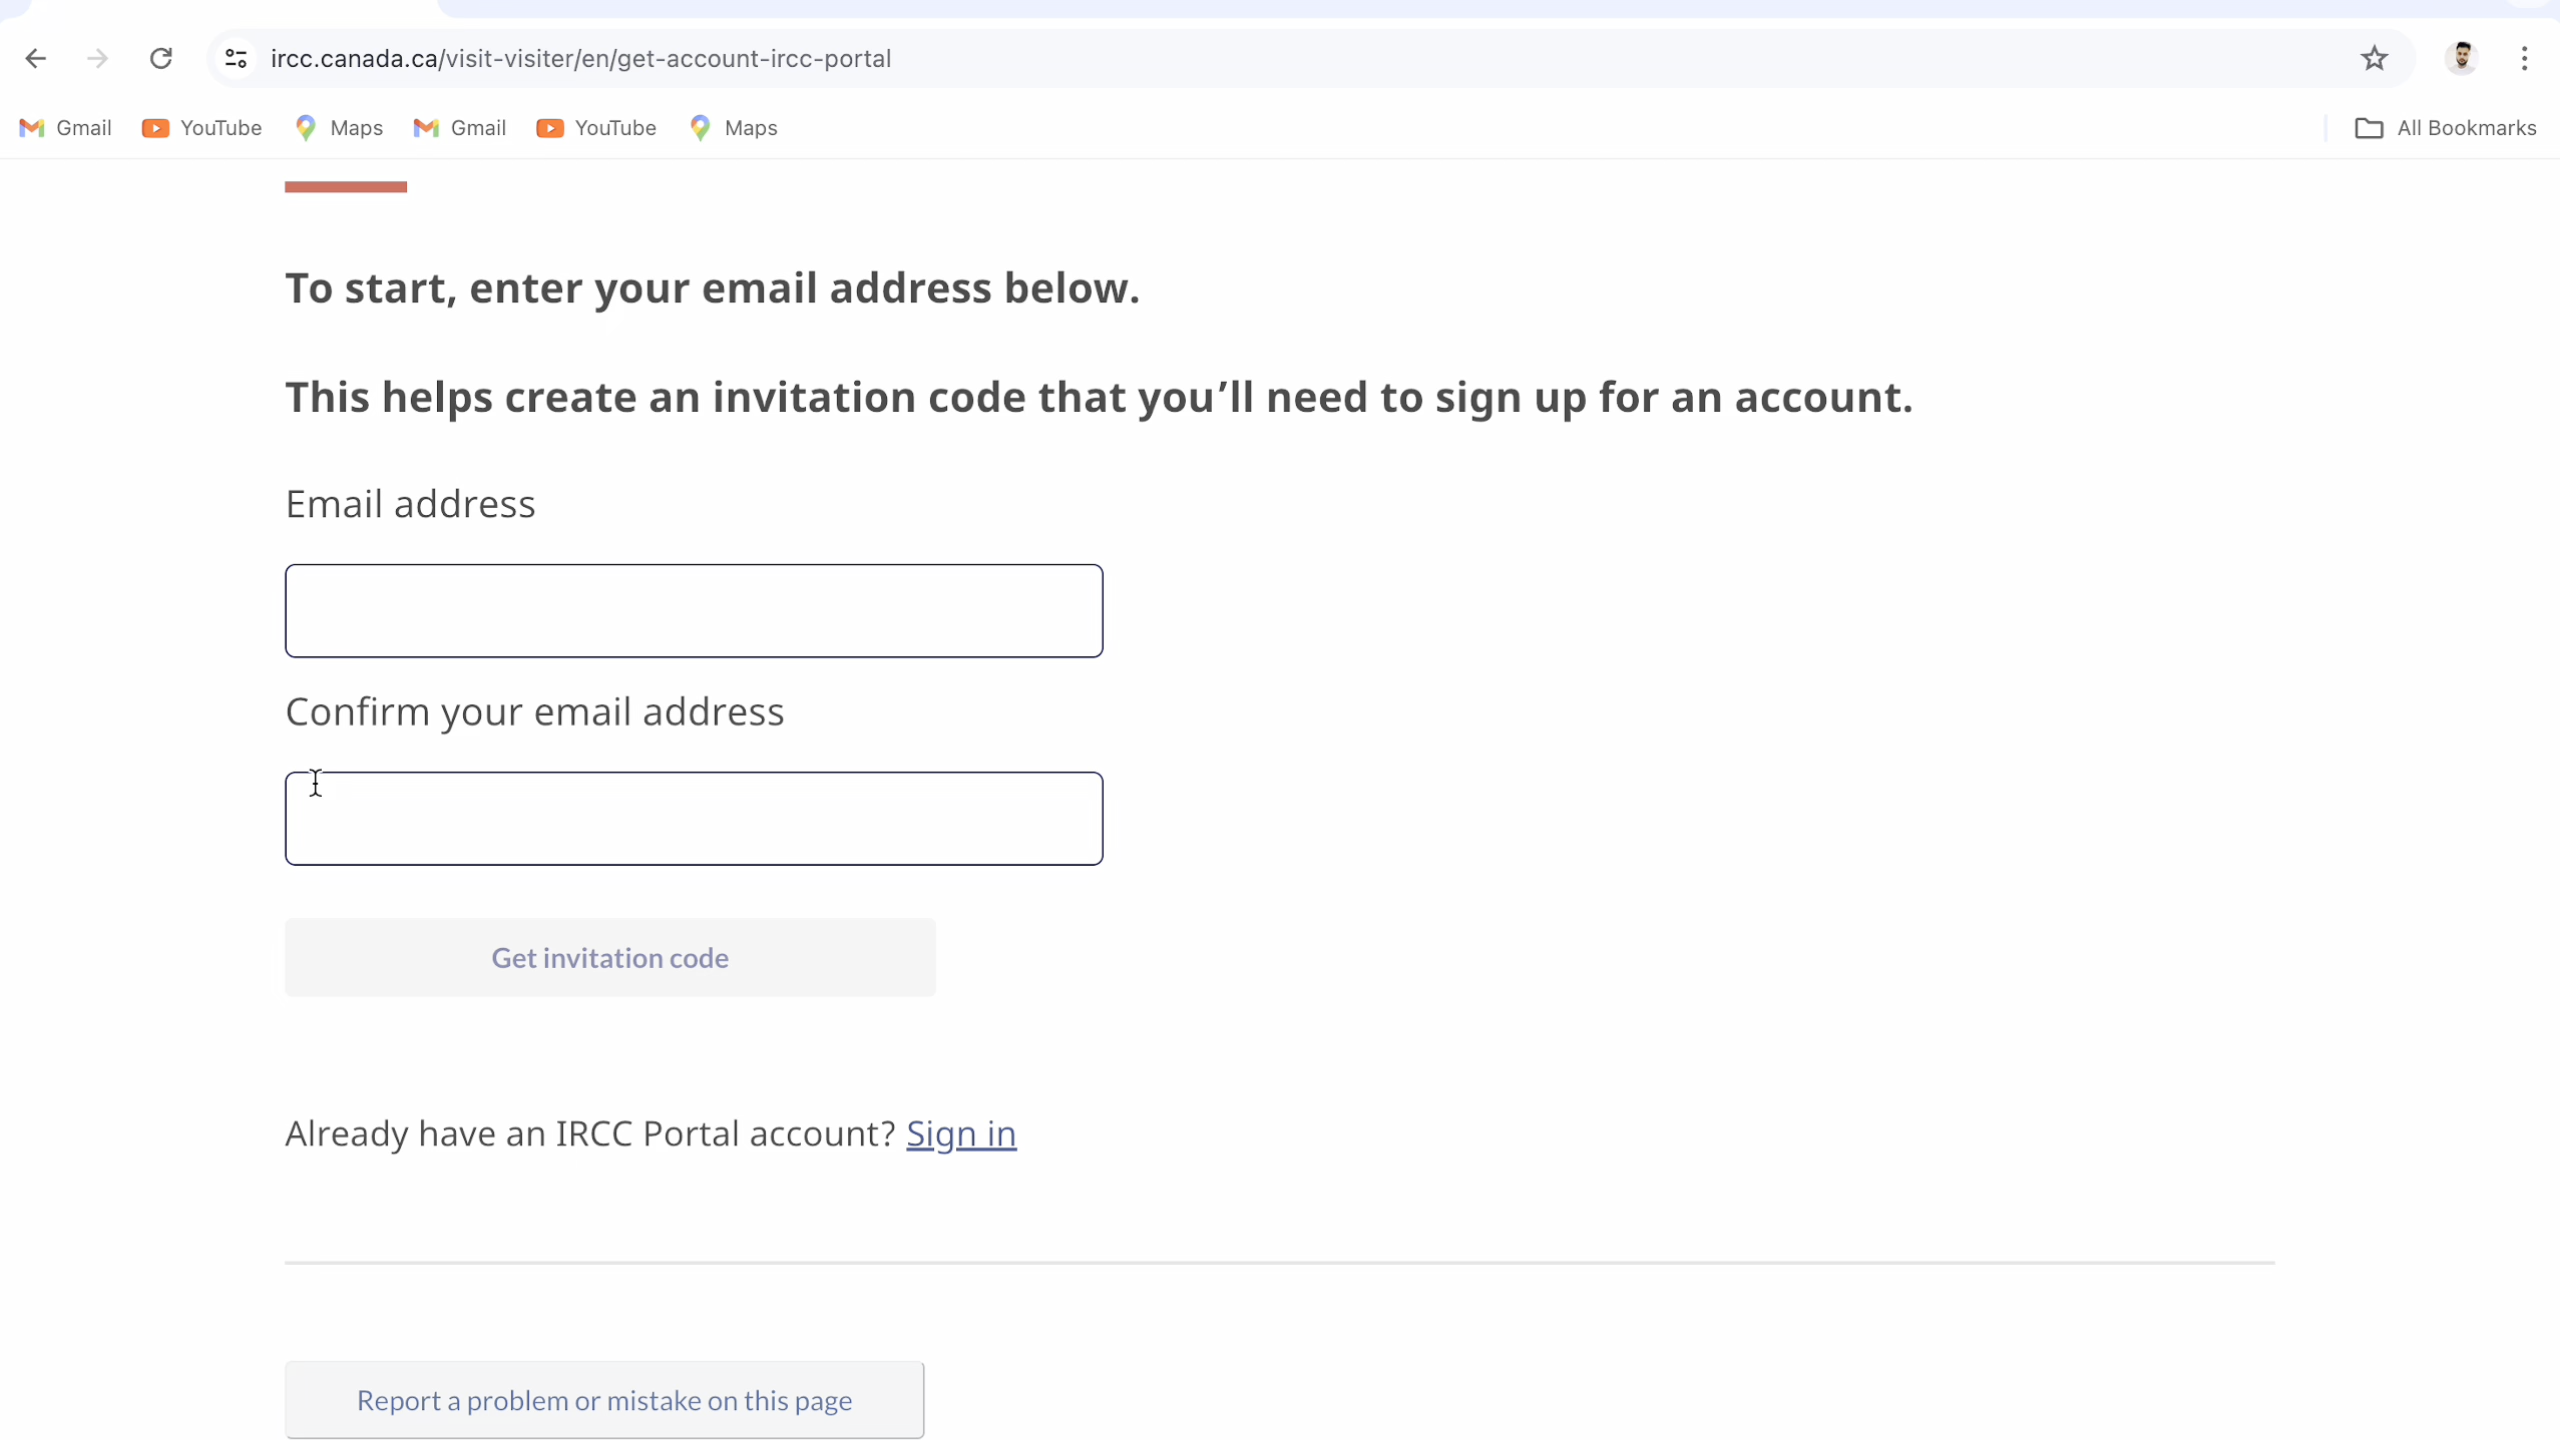 ircc.canada.ca/visit-visiter/en/get-account-ircc-portal
Gmail YouTube Maps Gmail YouTube Maps All Bookmarks
To start, enter your email address below.
This helps create an invitation code that you’ll need to sign up for an account.
Email address
Confirm your email address
Get invitation code
Already have an IRCC Portal account? Sign in
Report a problem or mistake on this page